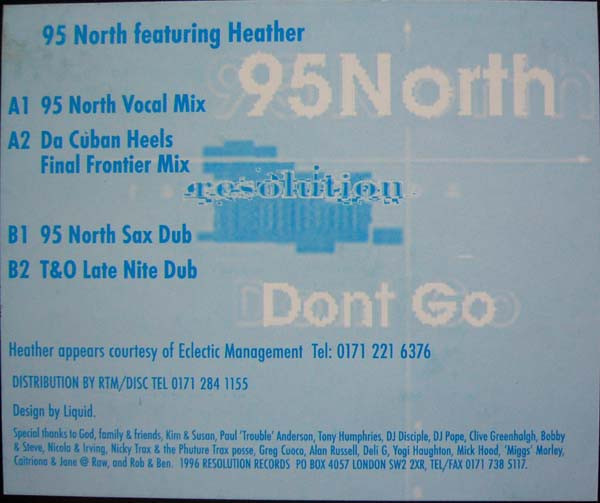 95 North featuring Heather
95North
A1 95 North Vocal Mix
A2 Da Cuban Heels
Final Frontier Mix
resolution
B1 95 North Sax Dub
B2 T&O Late Nite Dub
Dont Go
Heather appears courtesy of Eclectic Management Tel: 0171 221 6376
DISTRIBUTION BY RTM/DISC TEL 0171 284 1155
Design by Liquid.
Special thanks to God, family & friends, Kim & Susan, Paul 'Trouble' Anderson, Tony Humphries, DJ Disciple, DJ Pope, Clive Greenhalgh, Bobby
& Steve, Nicola & Irving, Nicky Trax & the Phuture Trax posse, Greg Cuoco, Alan Russell, Deli G, Yogi Haughton, Mick Hood, 'Miggs' Morley,
Caitriona & Jane @ Raw, and Rob & Ben. 1996 RESOLUTION RECORDS PO BOX 4057 LONDON SW2 2XR, TEL/FAX 0171 738 5117.